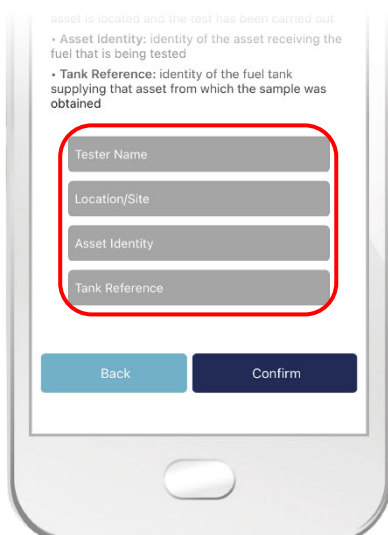 asset is located and the test has been carried out
• Asset Identity: identity of the asset receiving the
fuel that is being tested
• Tank Reference: identity of the fuel tank
supplying that asset from which the sample was
obtained
Tester Name
Location/Site
Asset Identity
Tank Reference
Back
Confirm